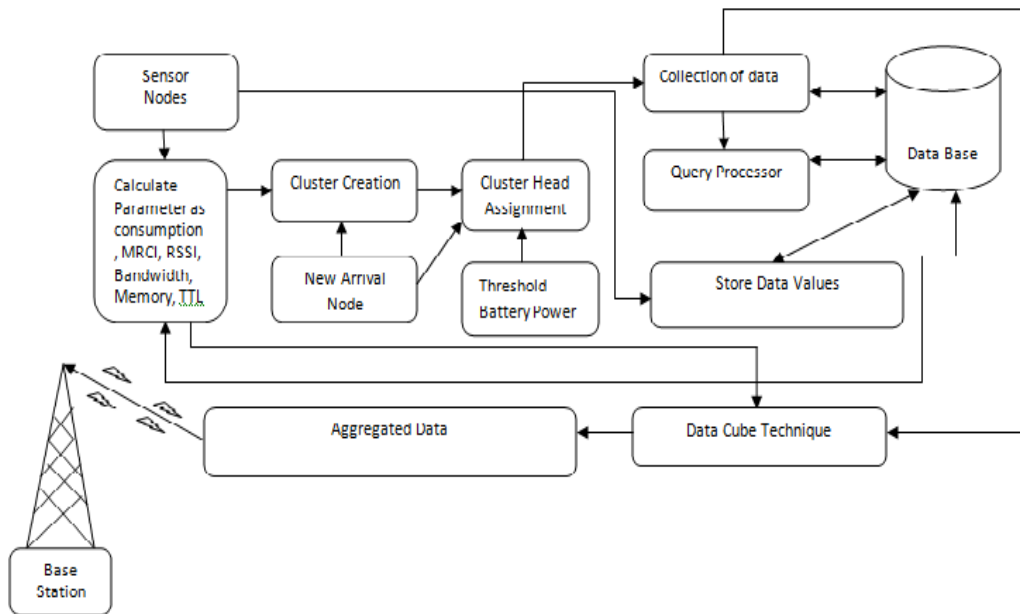 Sensor
Nodes
Collection of data
Data Base
Query Processor
Calculate
Parameter as
consumption
, MRCI, RSSI,
Bandwidth,
Memory, TTL
Cluster Creation
Cluster Head
Assignment
New Arrival
Node
Threshold
Battery Power
Store Data Values
Aggregated Data
Data Cube Technique
Base
Station